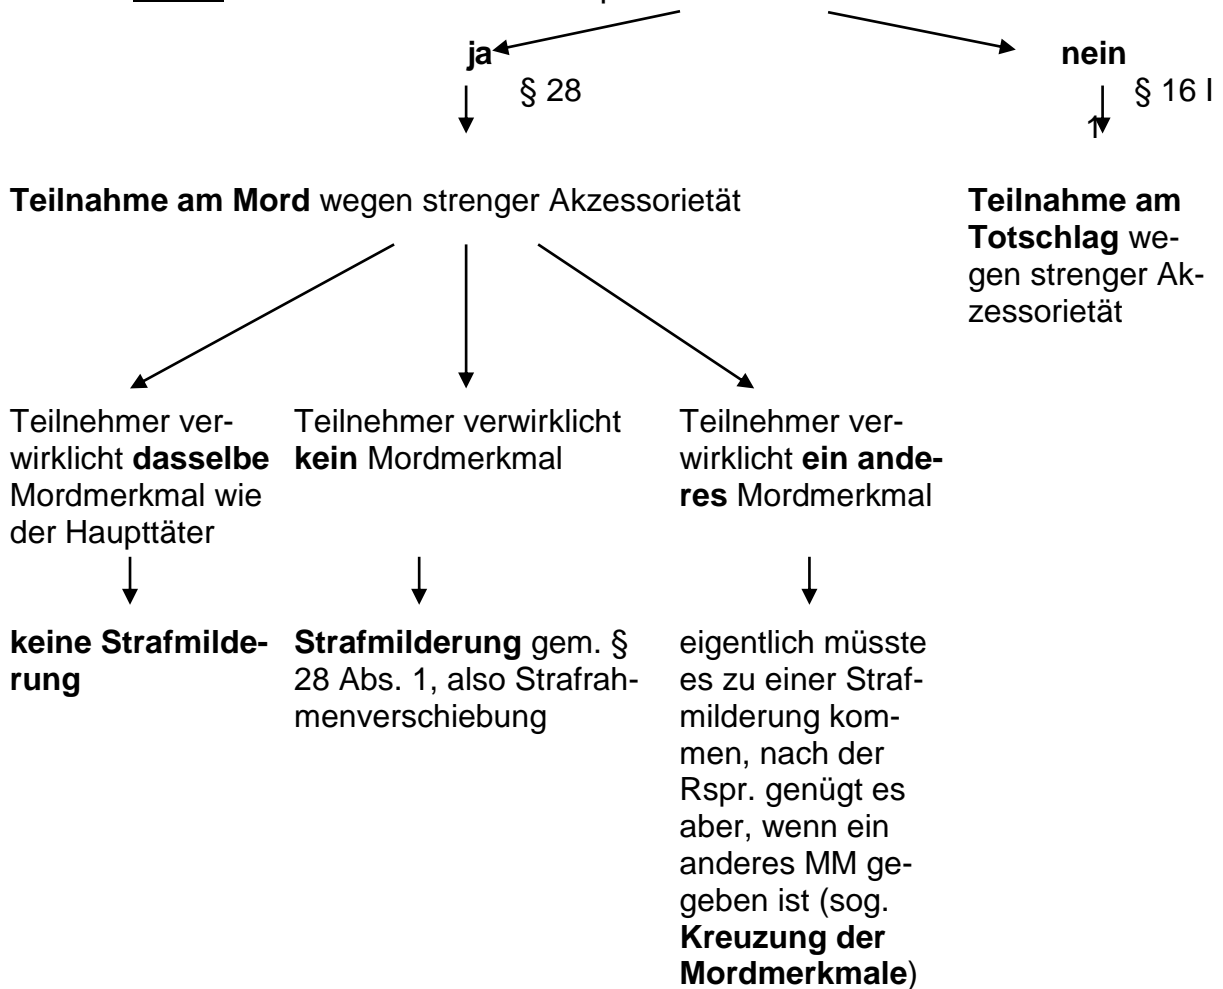 ja
nein
§ 28
§ 16 I
1
Teilnahme am Mord wegen strenger Akzessorietät
Teilnahme am
Totschlag we-
gen strenger Ak-
zessorietät
Teilnehmer ver-
wirklicht dasselbe
Mordmerkmal wie
der Haupttäter
Teilnehmer verwirklicht
kein Mordmerkmal
Teilnehmer ver-
wirklicht ein ande-
res Mordmerkmal
keine Strafmilde-
rung
Strafmilderung gem. §
28 Abs. 1, also Strafrah-
menverschiebung
eigentlich müsste
es zu einer Straf-
milderung kom-
men, nach der
Rspr. genügt es
aber, wenn ein
anderes MM ge-
geben ist (sog.
Kreuzung der
Mordmerkmale)